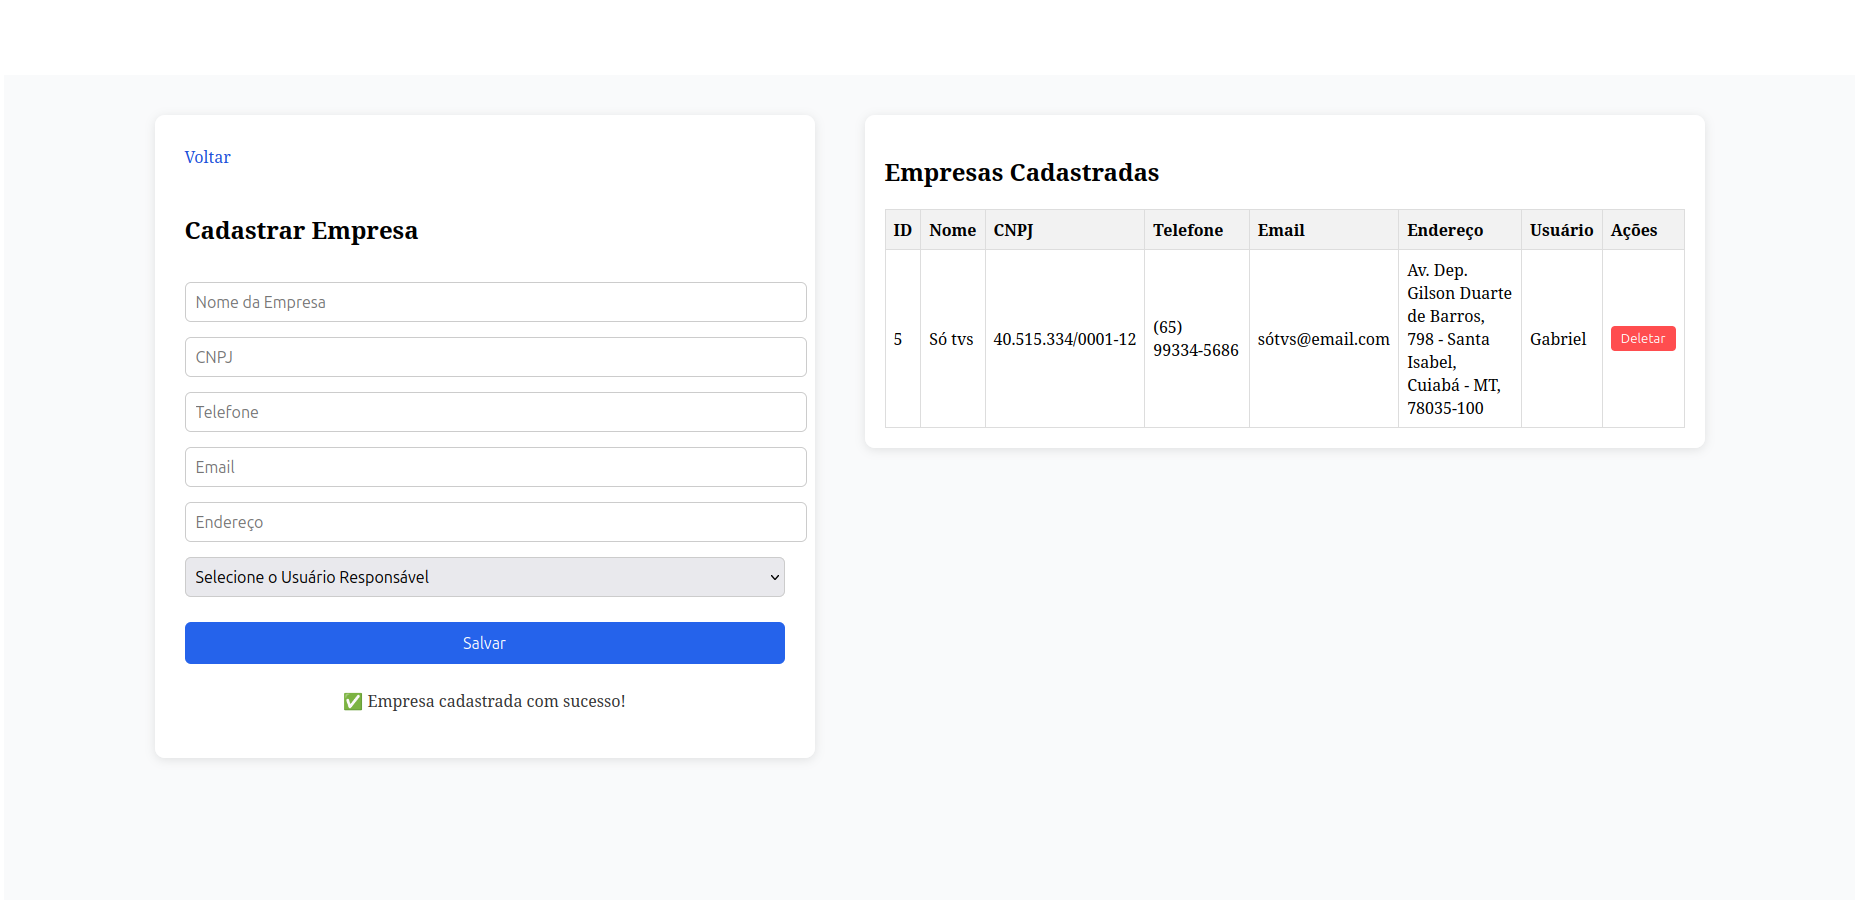 Voltar
Cadastrar Empresa
Nome da Empresa
CNPJ
Telefone
Email
Endereço
Selecione o Usuário Responsável
Salvar
✅ Empresa cadastrada com sucesso!
Empresas Cadastradas
ID Nome CNPJ Telefone Email Endereço Usuário Ações
5 Só tvs 40.515.334/0001-12
(65)
99334-5686
sótvs@email.com
Av. Dep.
Gilson Duarte
de Barros,
798 - Santa
Isabel,
Cuiabá - MT,
78035-100
Gabriel
Deletar